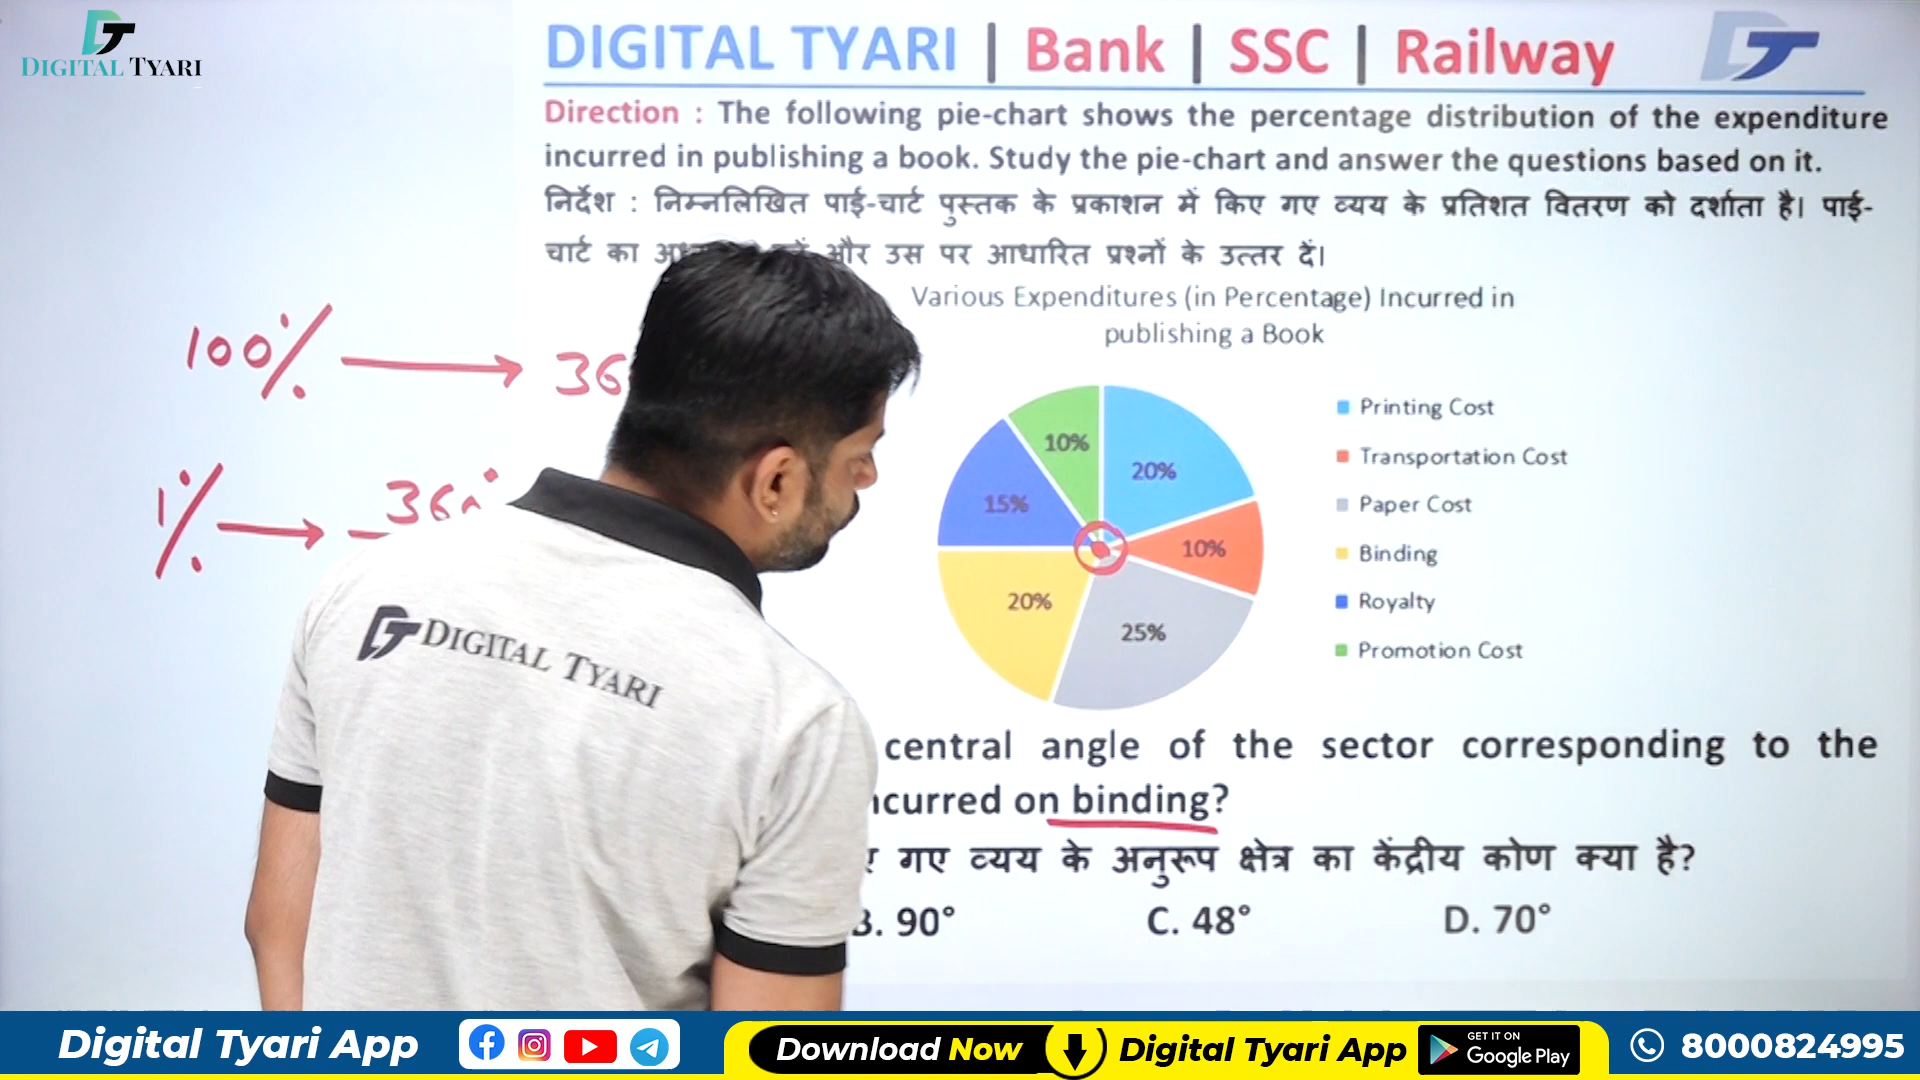 DIGITAL TYARI
DIGITAL TYARI | Bank | SSC | Railway
Direction : The following pie-chart shows the percentage distribution of the expenditure
incurred in publishing a book. Study the pie-chart and answer the questions based on it.
निर्देश : निम्नलिखित पाई-चार्ट पुस्तक के प्रकाशन में किए गए व्यय के प्रतिशत वितरण को दर्शाता है। पाई-
चार्ट का और उस पर आधारित प्रश्नों के उत्तर दें।
Various Expenditures (in Percentage) Incurred in
publishing a Book
100% → 36
1% →
10%
20%
15%
10%
20%
25%
Printing Cost
Transportation Cost
Paper Cost
Binding
Royalty
Promotion Cost
DIGITAL TYARI
central angle of the sector corresponding to the
on binding?
गए व्यय के अनुरूप क्षेत्र का केंद्रीय कोण क्या है?
B. 90° C. 48° D. 70°
Digital Tyari App
Download Now
Digital Tyari App
GET IT ON
Google Play
8000824995